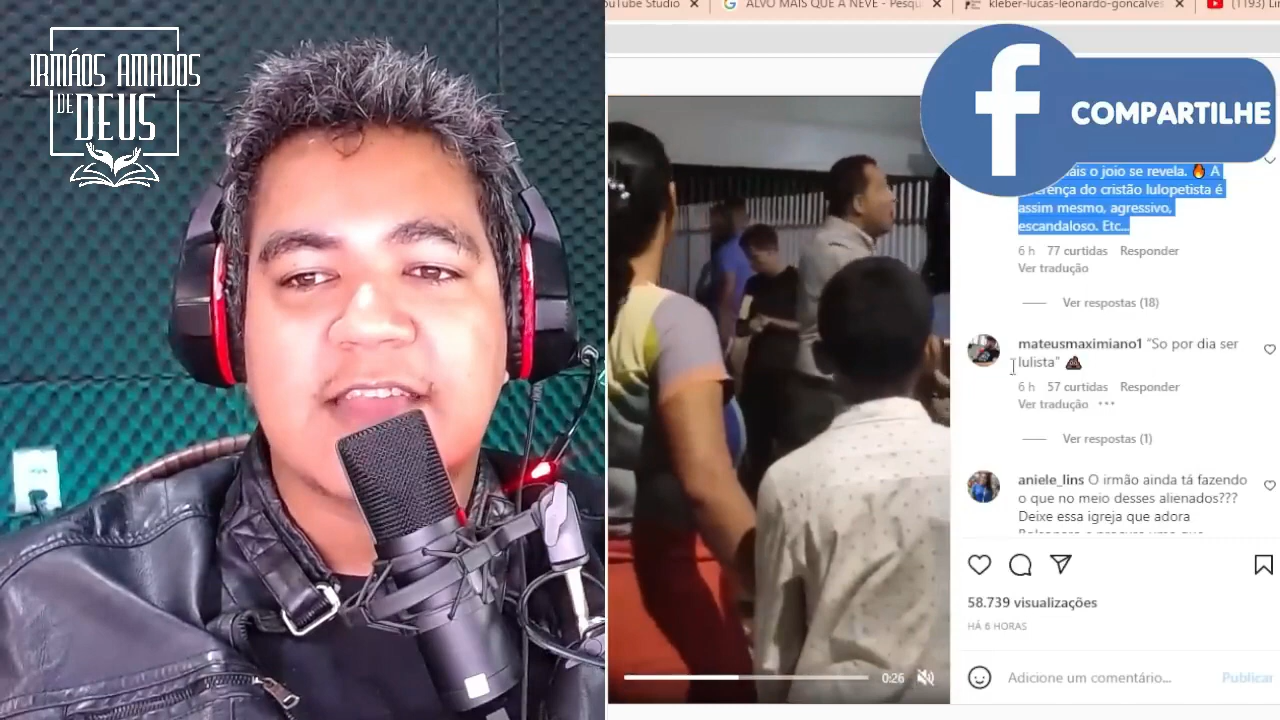 IRMÃOS AMADOS
DE DEUS
YouTube Studio
ALVO MAIS QUE A NEVE - Pesqu
kleber-lucas-leonardo-goncalves
(1193) Li
COMPARTILHE
o joio se revela. 🔥 A
do cristão lulopetista é
assim mesmo, agressivo,
escandaloso. Etc...
6 h 77 curtidas Responder
Ver tradução
Ver respostas (18)
mateusmaximiano1 "So por dia ser
lulista" 💩
6 h 57 curtidas Responder
Ver tradução •••
Ver respostas (1)
aniele_lins O irmão ainda tá fazendo
o que no meio desses alienados???
Deixe essa igreja que adora
58.739 visualizações
HÁ 6 HORAS
0:26
Adicione um comentário... Publicar